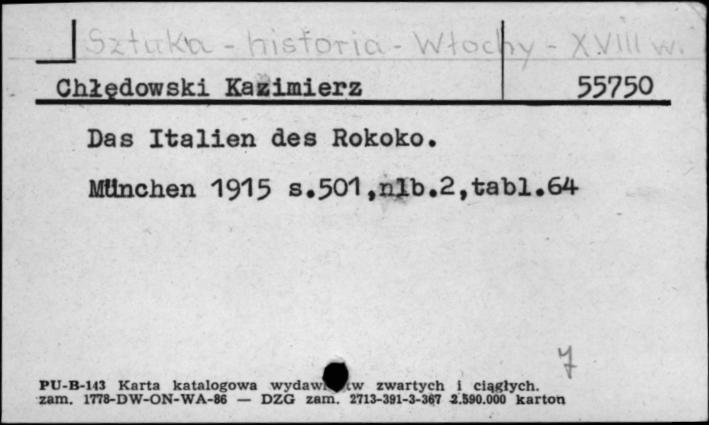 Sztuka - historia - Włochy - XVIII w.
Chłędowski Kazimierz 55750
Das Italien des Rokoko.
München 1915 s.501,nlb.2,tabl.64
7
PU-B-143 Karta katalogowa zwartych i ciągłych.
zam. 1778-DW-ON-WA-86 — DZG zam. 2713-391-3-367 2.590.000 karton